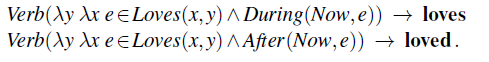 Verb(λy λx e∈Loves(x,y)∧During(Now,e)) → loves
Verb(λy λx e∈Loves(x,y)∧After(Now,e)) → loved.